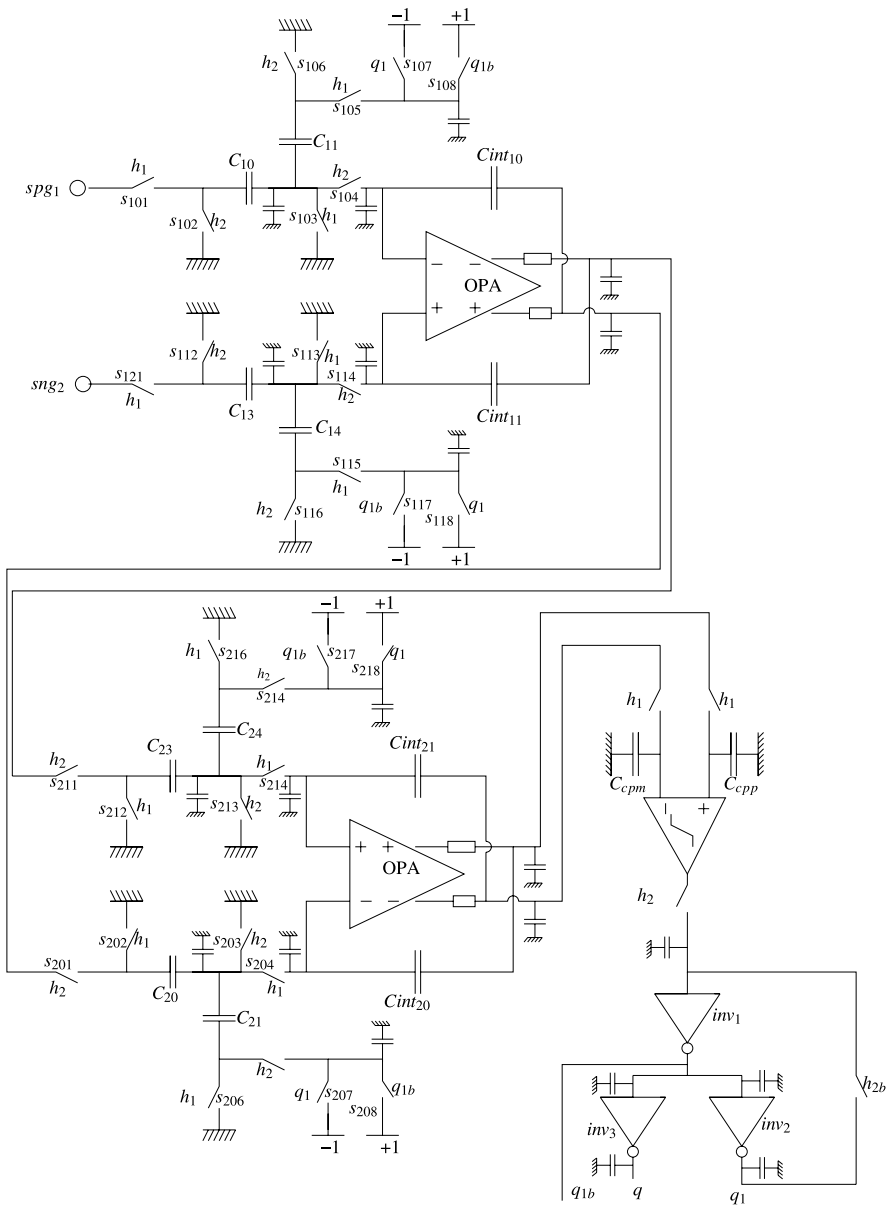 −1 +1
h2 s106 q1 s107 q1b
s108
h1
s105
C11
C10 Cint10
spg1 h1 h2
s101 s104
s102 h2 s103 h1
− −
OPA
+ +
s112 h2 s113 h1
sng2 s121 s114
h1 C13 h2 Cint11
C14
s115
h1
h2 s116 q1b s117 q1
s118
−1 +1
−1 +1
h1 s216 q1b s217 q1
s218
h2
s214
C24
C23 Cint21
h2 h1
s211 s214
s212 h1 s213 h2
+ +
OPA
− −
s202 h1 s203 h2
s201 s204
h2 C20 h1 Cint20
C21
h2
h1 s206 q1 s207 q1b
s208
−1 +1
h1 h1
Ccpm Ccpp
− +
h2
inv1
h2b
inv3 inv2
q1b q q1